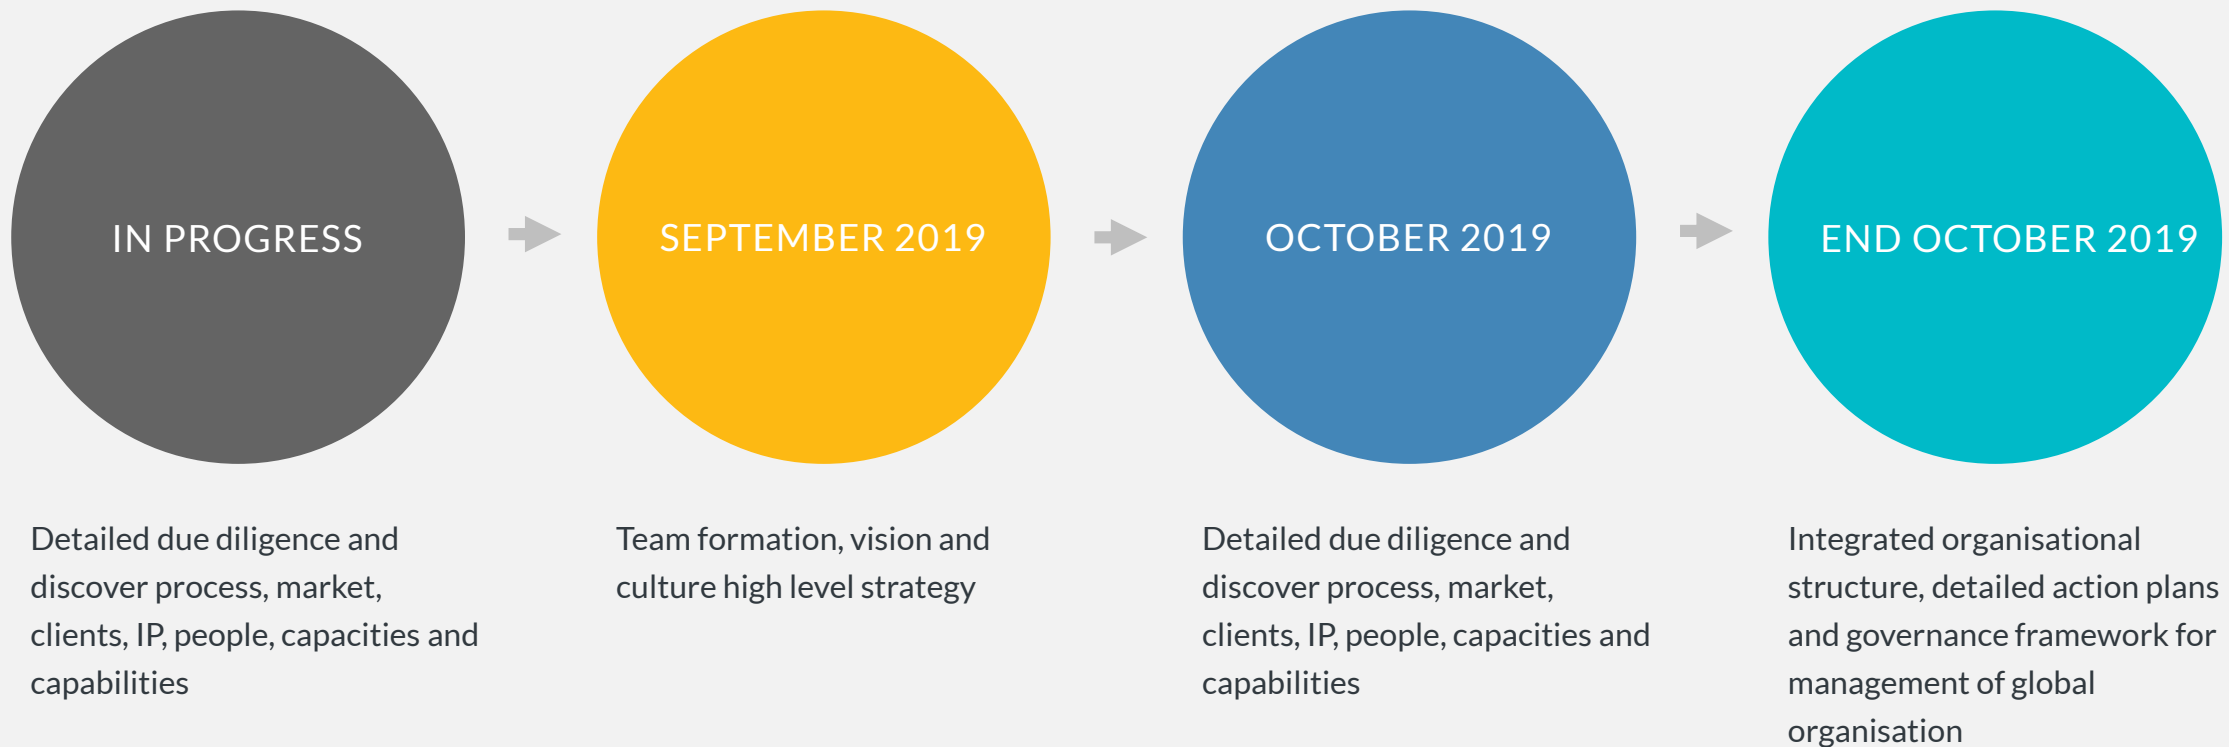 IN PROGRESS
SEPTEMBER 2019
OCTOBER 2019
END OCTOBER 2019
Detailed due diligence and
discover process, market,
clients, IP, people, capacities and
capabilities
Team formation, vision and
culture high level strategy
Detailed due diligence and
discover process, market,
clients, IP, people, capacities and
capabilities
Integrated organisational
structure, detailed action plans
and governance framework for
management of global
organisation